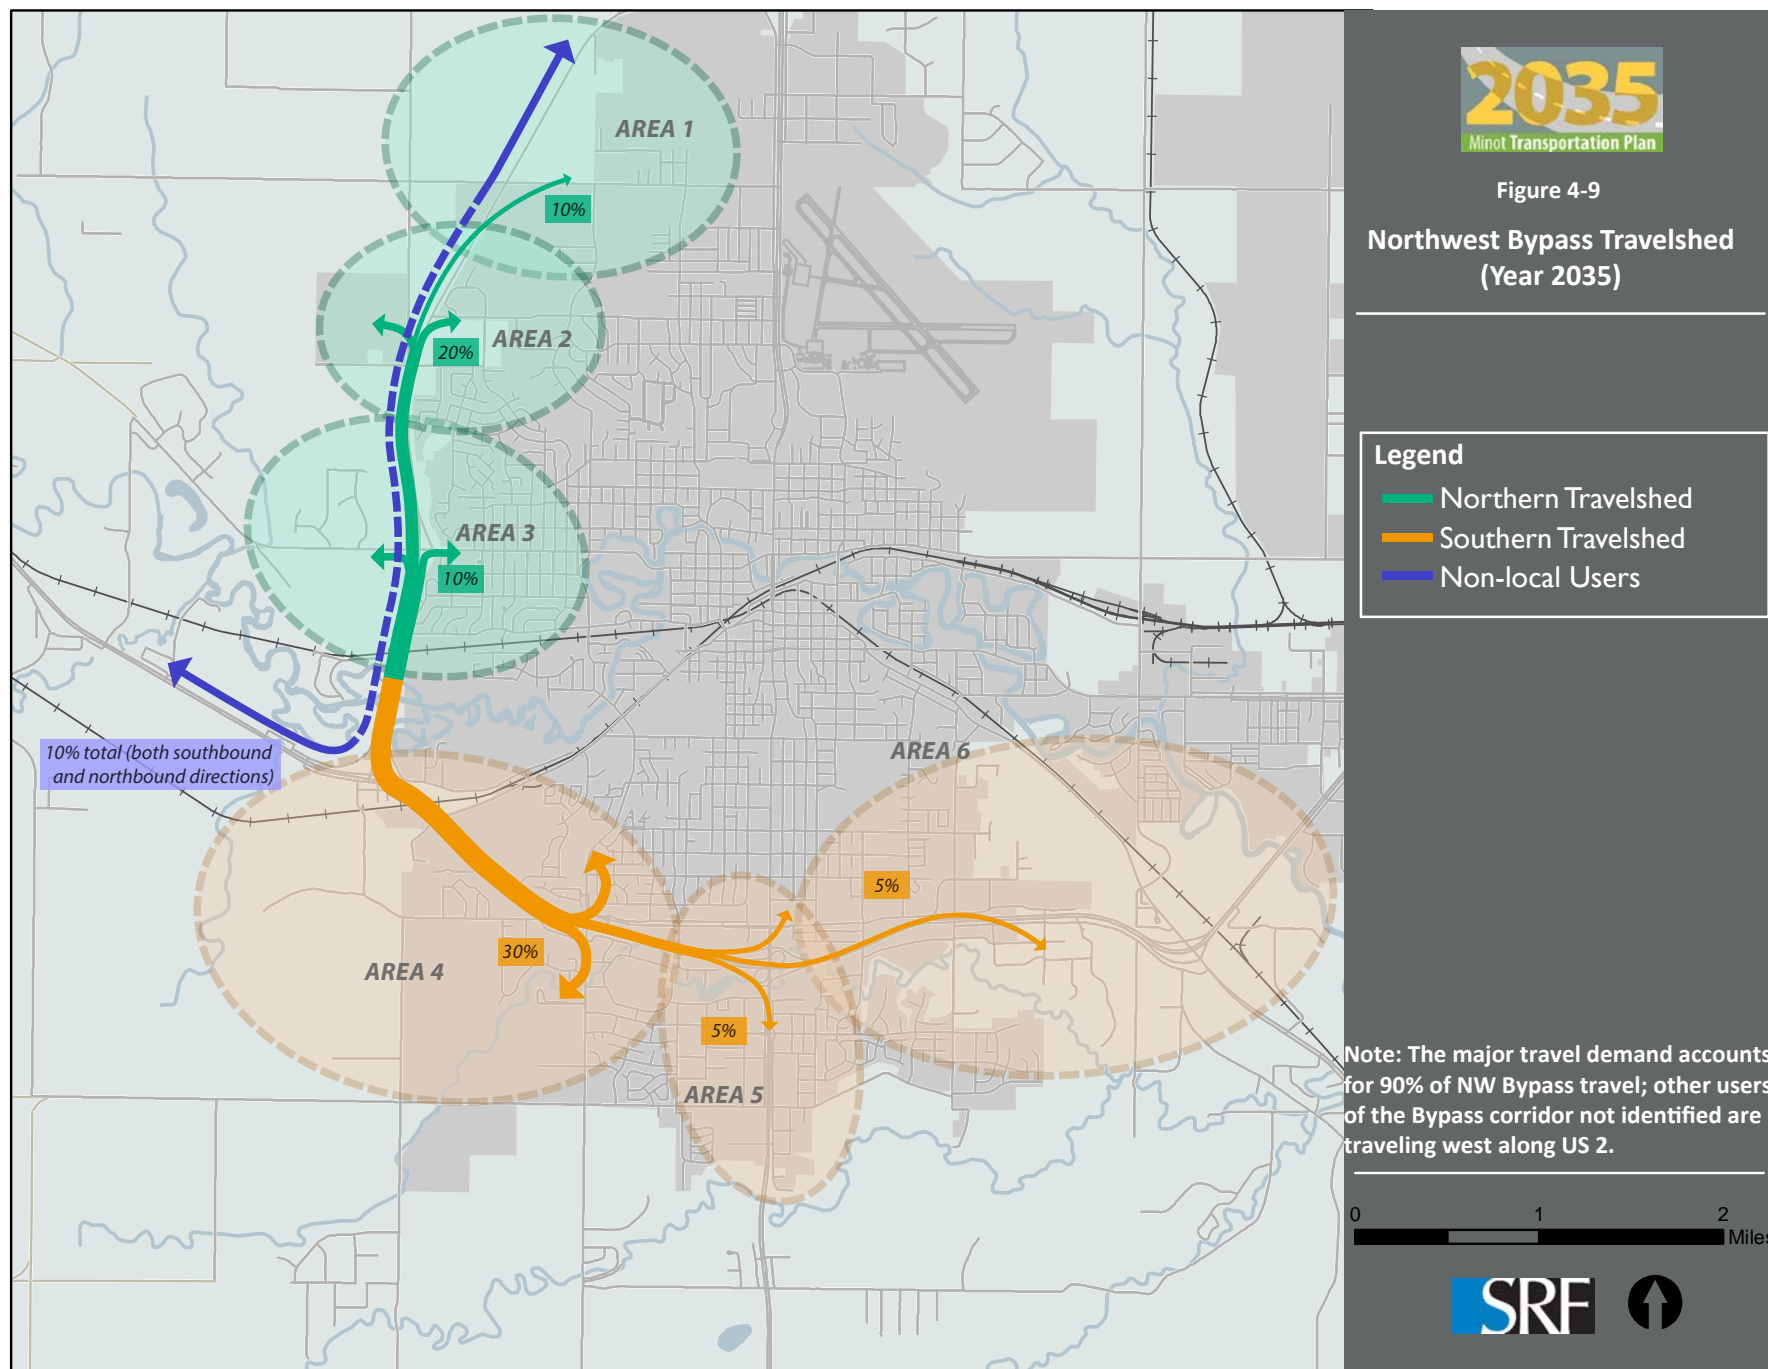 AREA 1
10%
AREA 2
20%
AREA 3
10%
10% total (both southbound
and northbound directions)
AREA 6
5%
30%
AREA 4
5%
AREA 5
2035
Minot Transportation Plan
Figure 4-9
Northwest Bypass Travelshed
(Year 2035)
Legend
Northern Travelshed
Southern Travelshed
Non-local Users
Note: The major travel demand accounts
for 90% of NW Bypass travel; other users
of the Bypass corridor not identified are
traveling west along US 2.
0 1 2
Miles
SRF